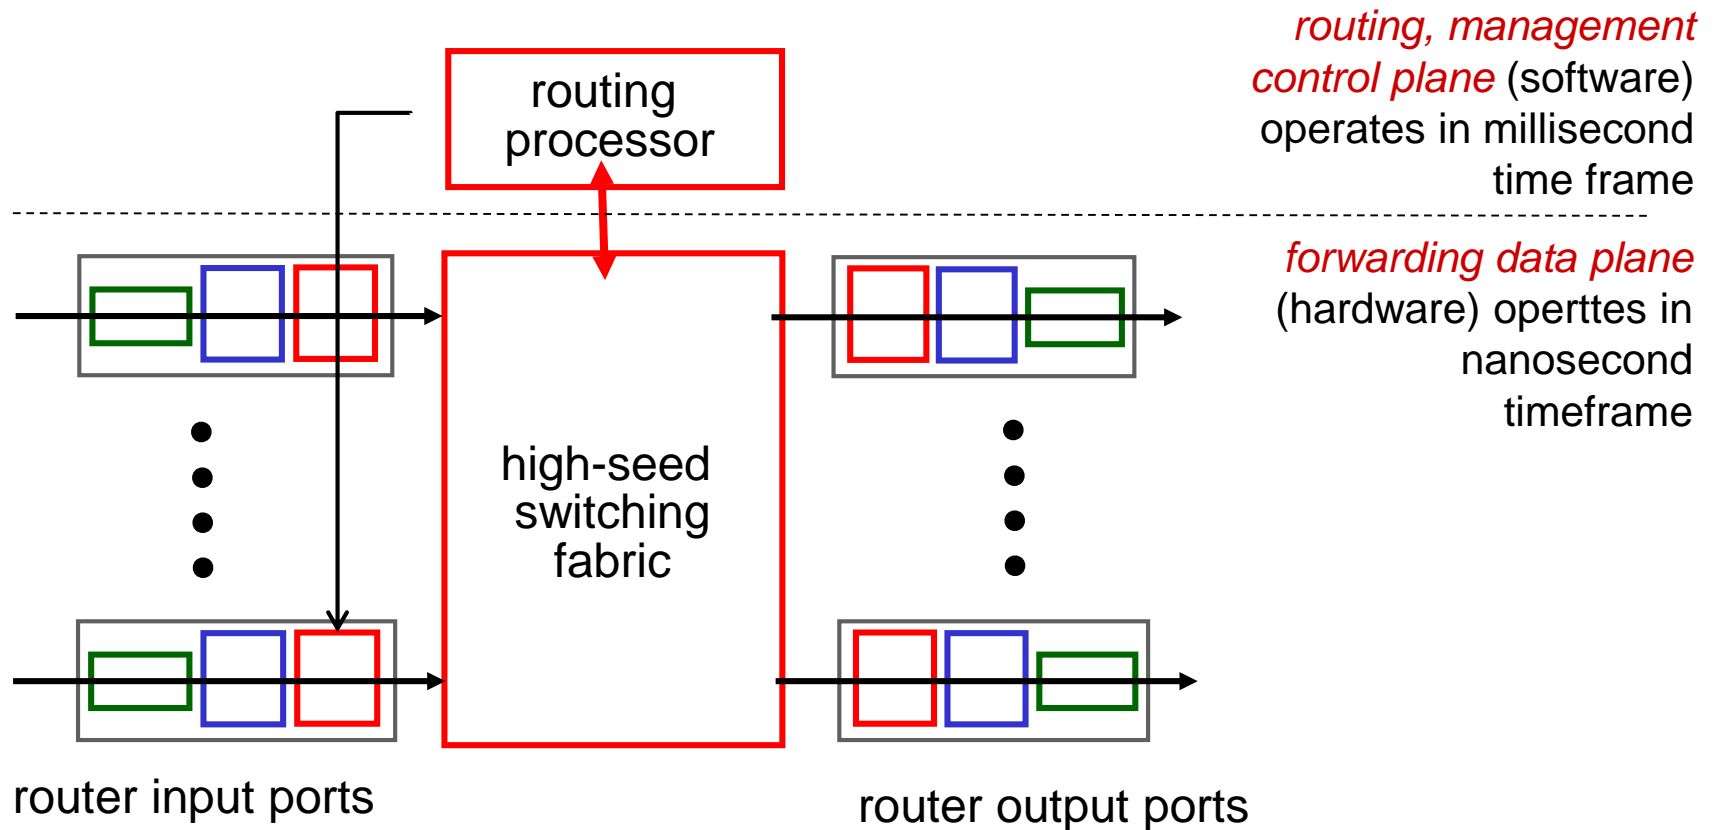 routing, management
control plane (software)
operates in millisecond
time frame
routing
processor
forwarding data plane
(hardware) operttes in
nanosecond
timeframe
high-seed
switching
fabric
router input ports
router output ports